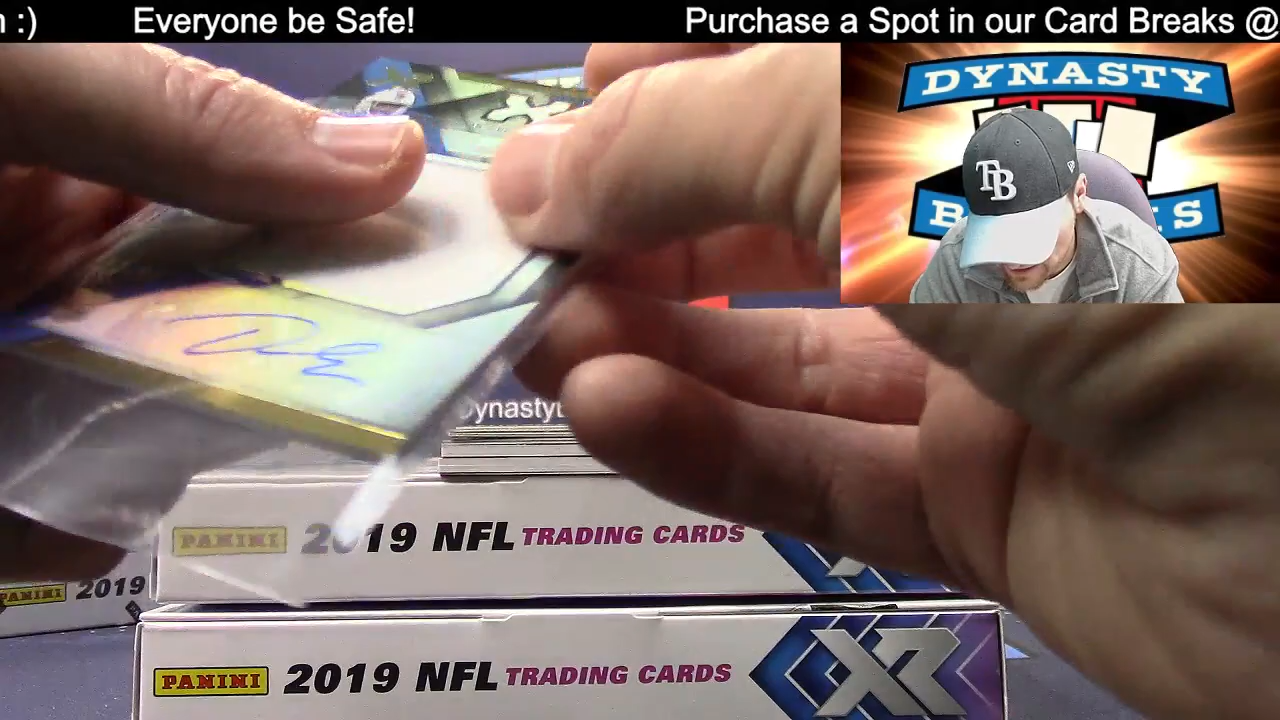 n :) Everyone be Safe! Purchase a Spot in our Card Breaks @
DYNASTY
TB
PANINI 2019 NFL TRADING CARDS
PANINI 2019
PANINI 2019 NFL TRADING CARDS XR